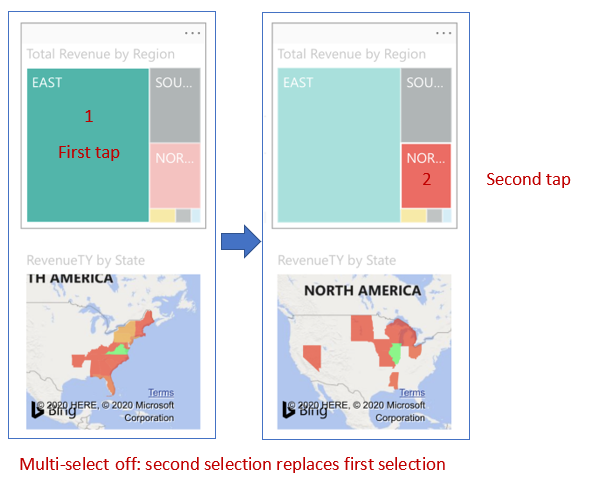 ...
Total Revenue by Region
EAST
SOU...
1
First tap
NOR...
RevenueTY by State
TH AMERICA
Terms
© 2020 HERE, © 2020 Microsoft
Bing
Corporation
...
Total Revenue by Region
EAST
SOU...
NOR...
2
Second tap
RevenueTY by State
NORTH AMERICA
Terms
© 2020 HERE, © 2020 Microsoft
Bing
Corporation
Multi-select off: second selection replaces first selection